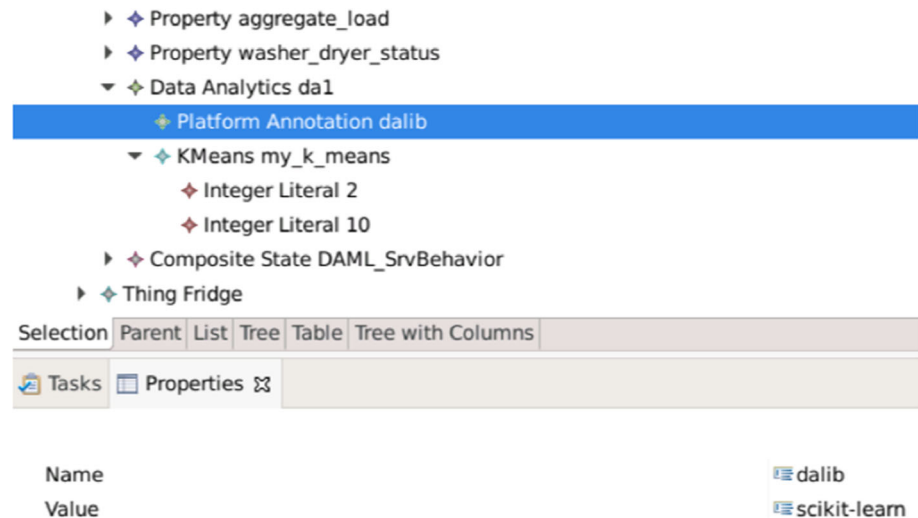 Property aggregate_load
Property washer_dryer_status
Data Analytics da1
Platform Annotation dalib
KMeans my_k_means
Integer Literal 2
Integer Literal 10
Composite State DAML_SrvBehavior
Thing Fridge
Selection Parent List Tree Table Tree with Columns
Tasks Properties
Name dalib
Value scikit-learn